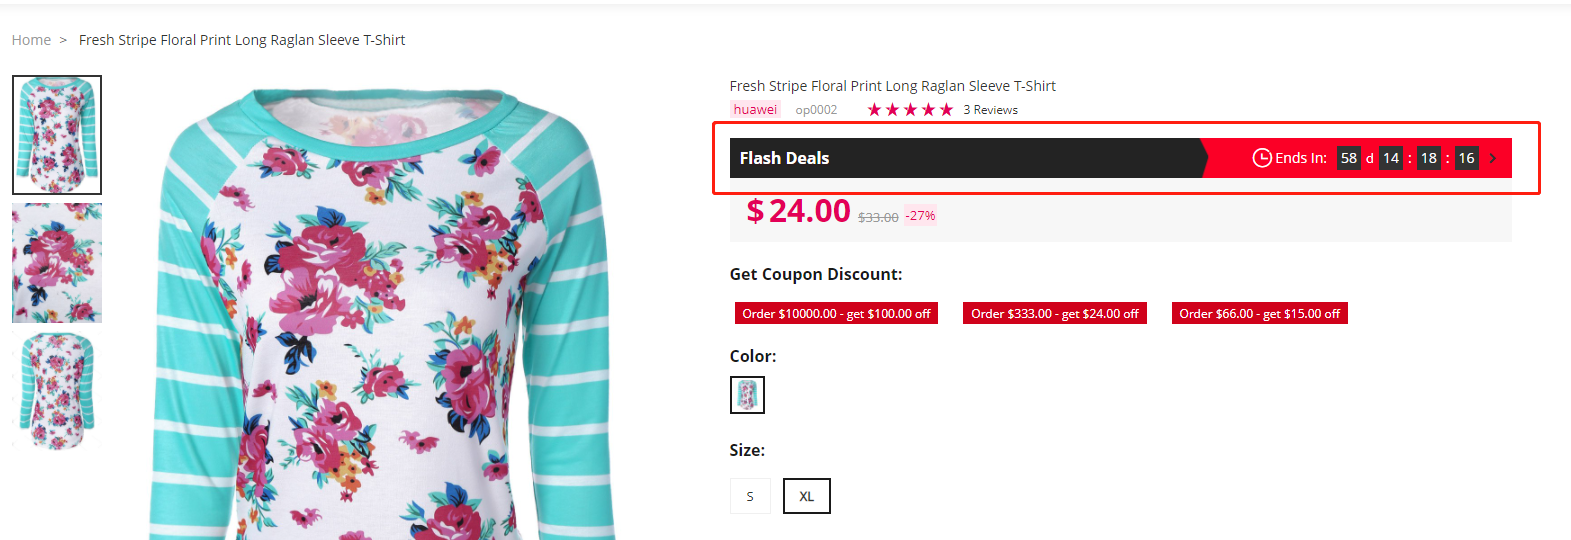 Home > Fresh Stripe Floral Print Long Raglan Sleeve T-Shirt
Fresh Stripe Floral Print Long Raglan Sleeve T-Shirt
huawei op0002 ★★★★★ 3 Reviews
Flash Deals Ends In: 58 d 14 : 18 : 16 >
$24.00 $33.00 -27%
Get Coupon Discount:
Order $10000.00 - get $100.00 off Order $333.00 - get $24.00 off Order $66.00 - get $15.00 off
Color:
Size:
S XL